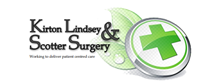 Kirton Lindsey &
Scotter Surgery
Working to deliver patient centred care